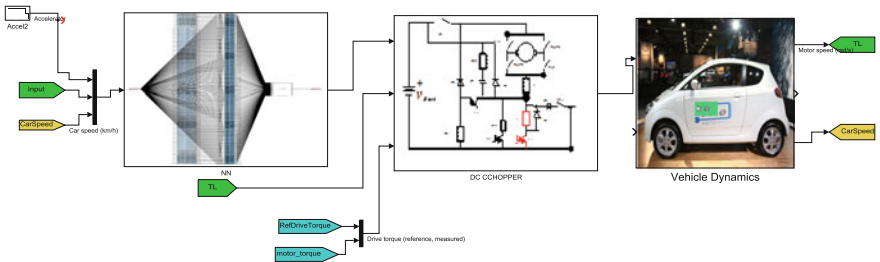 Accel2
Accelerator
Input
CarSpeed
Car speed (km/h)
NN
TL
RefDriveTorque
motor_torque
Drive torque (reference, measured)
DC CCHOPPER
Vehicle Dynamics
TL
Motor speed (rad/s)
CarSpeed